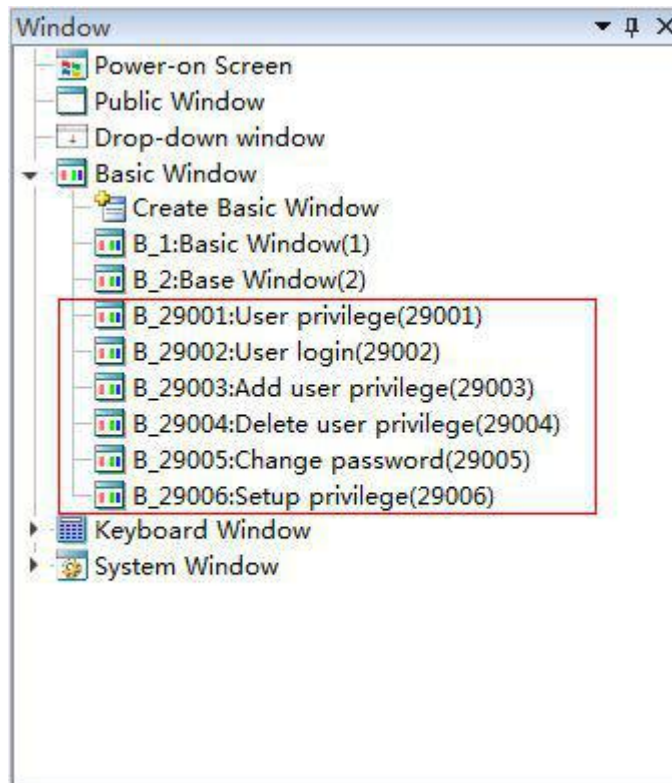 Window
Power-on Screen
Public Window
Drop-down window
Basic Window
Create Basic Window
B_1:Basic Window(1)
B_2:Base Window(2)
B_29001:User privilege(29001)
B_29002:User login(29002)
B_29003:Add user privilege(29003)
B_29004:Delete user privilege(29004)
B_29005:Change password(29005)
B_29006:Setup privilege(29006)
Keyboard Window
System Window